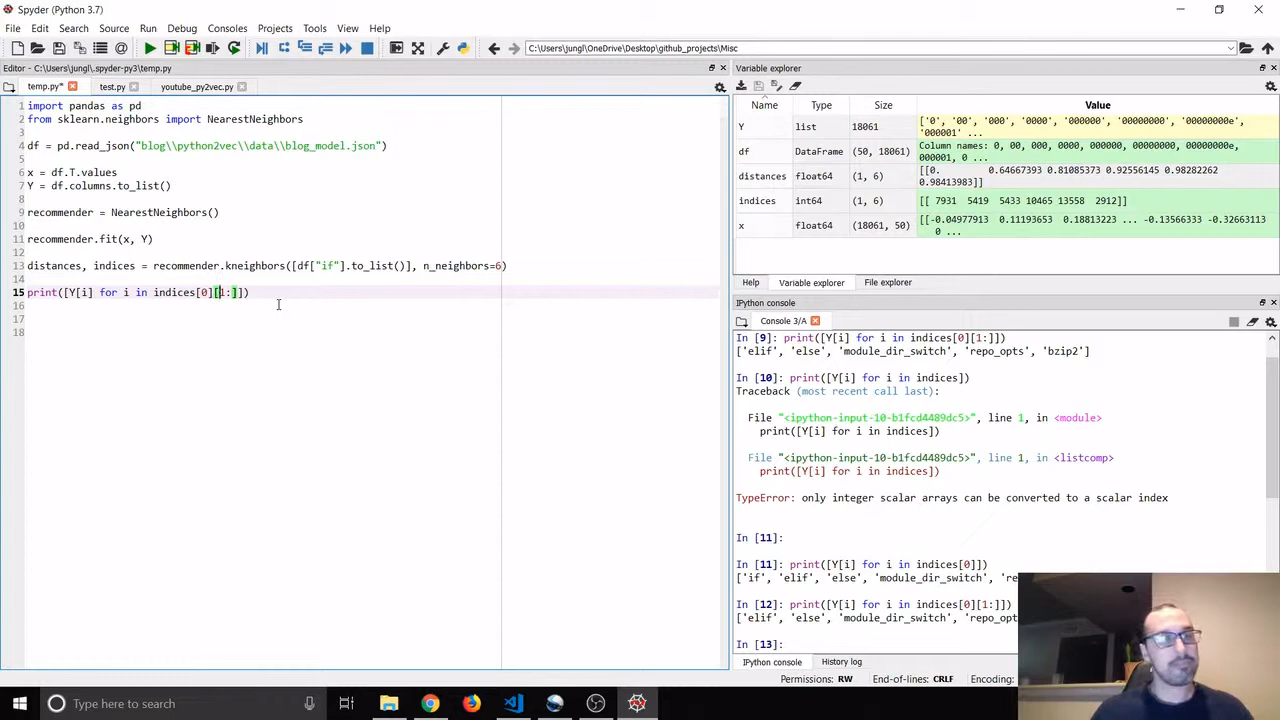 Spyder (Python 3.7)
File Edit Search Source Run Debug Consoles Projects Tools View Help
C:\Users\jungl\OneDrive\Desktop\github_projects\Misc
Editor - C:\Users\jungl\.spyder-py3\temp.py
temp.py* test.py youtube_py2vec.py
1 import pandas as pd
2 from sklearn.neighbors import NearestNeighbors
3
4 df = pd.read_json("blog\\python2vec\\data\\blog_model.json")
5
6 x = df.T.values
7 Y = df.columns.to_list()
8
9 recommender = NearestNeighbors()
10
11 recommender.fit(x, Y)
12
13 distances, indices = recommender.kneighbors([df["if"].to_list()], n_neighbors=6)
14
15 print([Y[i] for i in indices[0][1:]])
16
17
18
Variable explorer
Name Type Size Value
Y list 18061 ['0', '00', '000', '0000', '000000', '00000000', '00000000e',
'000001' ...
df DataFrame (50, 18061) Column names: 0, 00, 000, 0000, 000000, 00000000, 00000000e,
000001, 0 ...
distances float64 (1, 6) [[0. 0.64667393 0.81085373 0.92556145 0.98282262
0.98413983]]
indices int64 (1, 6) [[ 7931 5419 5433 10465 13558 2912]]
x float64 (18061, 50) [[-0.04977913 0.11193653 0.18813223 ... -0.13566333 -0.32663113
0 ...
Help Variable explorer File explorer
IPython console
Console 3/A
In [9]: print([Y[i] for i in indices[0][1:]])
['elif', 'else', 'module_dir_switch', 'repo_opts', 'bzip2']
In [10]: print([Y[i] for i in indices])
Traceback (most recent call last):
File "<ipython-input-10-b1fcd4489dc5>", line 1, in <module>
print([Y[i] for i in indices])
File "<ipython-input-10-b1fcd4489dc5>", line 1, in <listcomp>
print([Y[i] for i in indices])
TypeError: only integer scalar arrays can be converted to a scalar index
In [11]:
In [11]: print([Y[i] for i in indices[0]])
['if', 'elif', 'else', 'module_dir_switch', 're
In [12]: print([Y[i] for i in indices[0][1:]])
['elif', 'else', 'module_dir_switch', 'repo_opt
In [13]:
IPython console History log
Permissions: RW End-of-lines: CRLF Encoding:
Type here to search